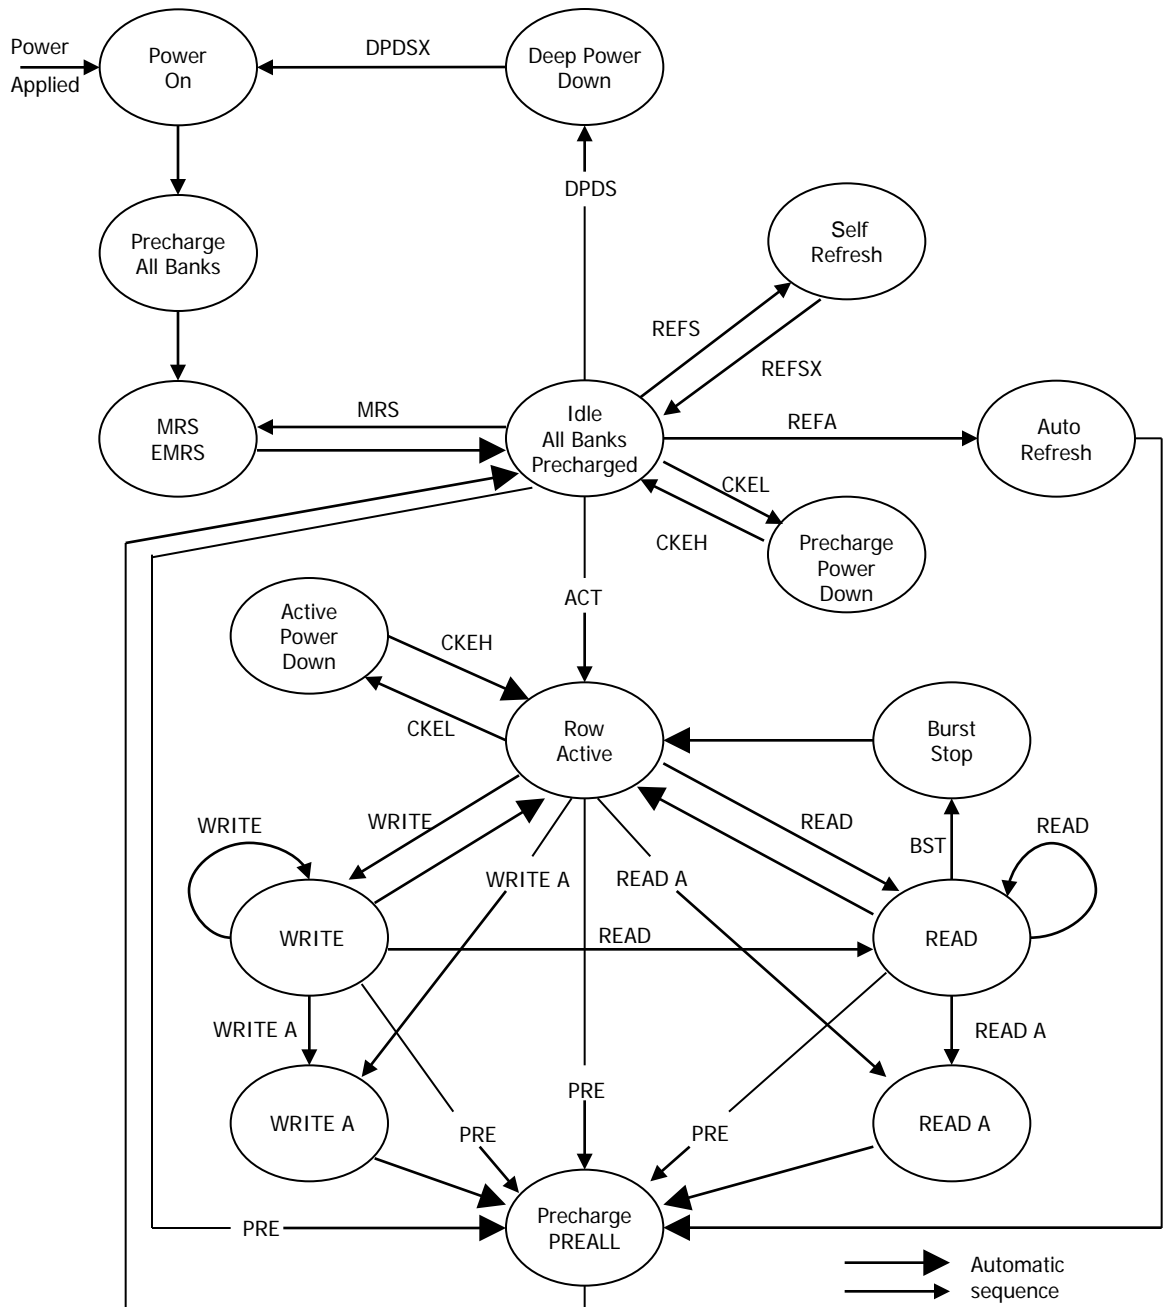 Power
Applied
Power
On
DPDSX
Deep Power
Down
DPDS
Precharge
All Banks
Self
Refresh
REFS
REFSX
MRS
EMRS
MRS
Idle
All Banks
Precharged
REFA
Auto
Refresh
CKEL
CKEH
Precharge
Power
Down
ACT
Active
Power
Down
CKEH
CKEL
Row
Active
Burst
Stop
WRITE
WRITE
READ
BST
READ
WRITE A
READ A
WRITE
READ
READ
WRITE A
READ A
PRE
WRITE A
PRE
PRE
READ A
PRE
Precharge
PREALL
Automatic
sequence